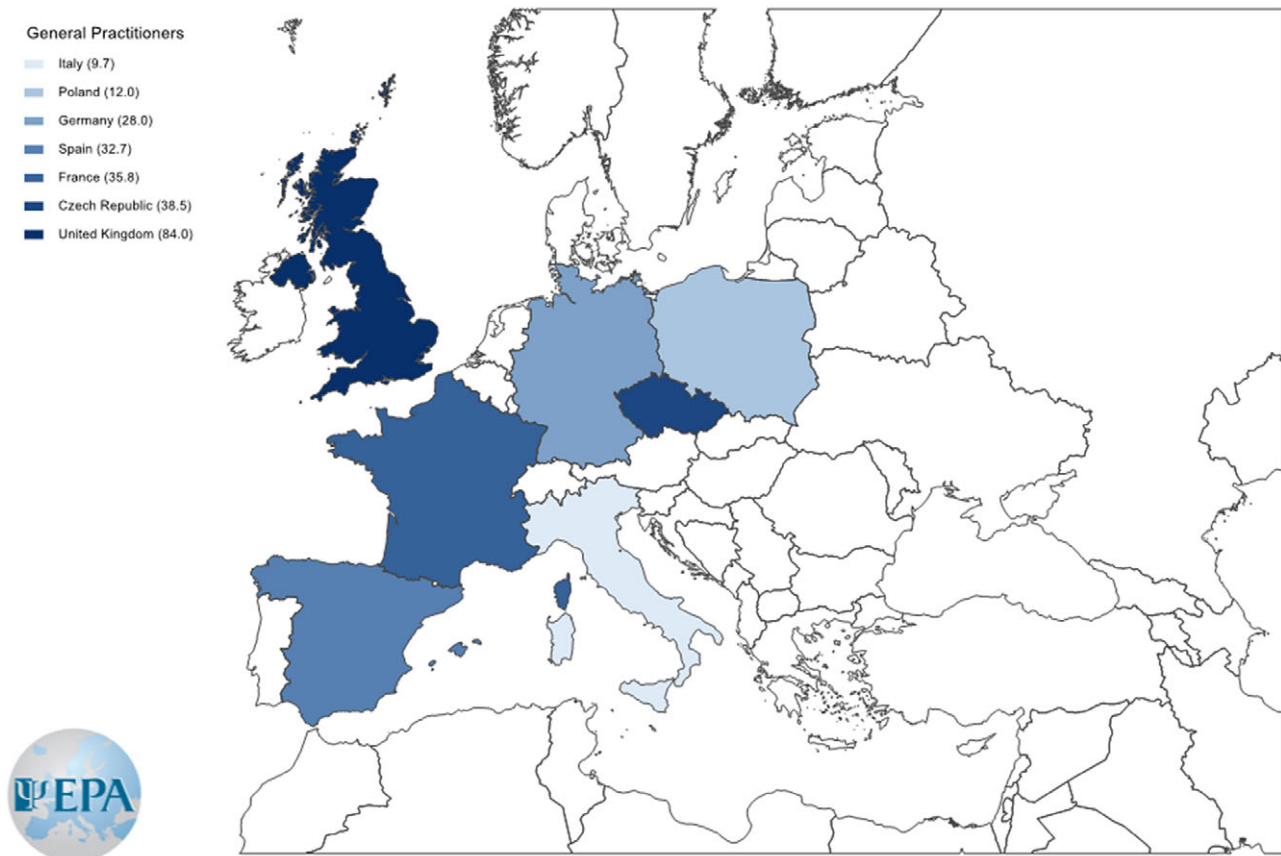 General Practitioners
Italy (9.7)
Poland (12.0)
Germany (28.0)
Spain (32.7)
France (35.8)
Czech Republic (38.5)
United Kingdom (84.0)
ΨEPA